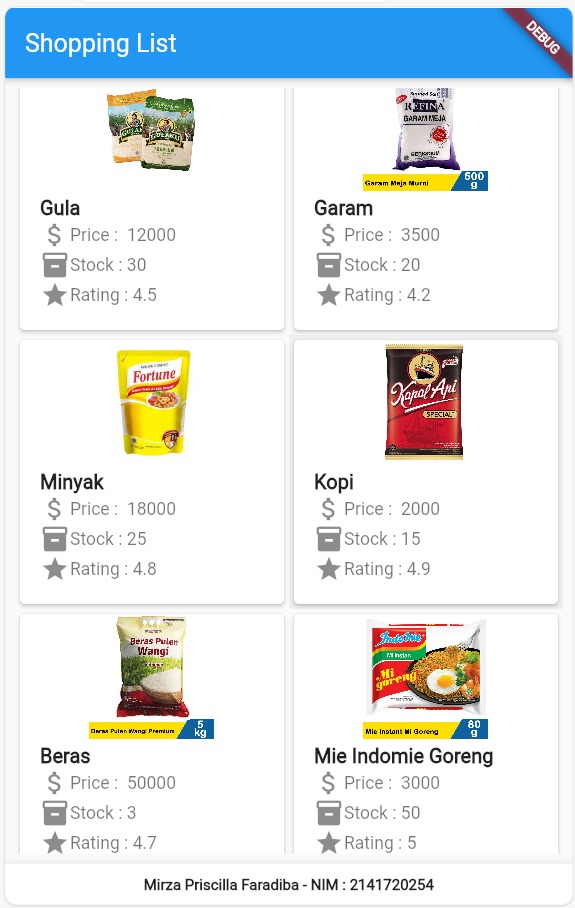 Shopping List
DEBUG
GULAKU
PREMIUM
REFINA
GARAM MEJA
Garam Meja Murni
500
g
Gula
Price : 12000
Stock : 30
Rating : 4.5
Garam
Price : 3500
Stock : 20
Rating : 4.2
Fortune
Kapal Api
SPECIAL
Minyak
Price : 18000
Stock : 25
Rating : 4.8
Kopi
Price : 2000
Stock : 15
Rating : 4.9
Beras Pulen
Wangi
Beras Pulen Wangi Premium
5
kg
Indomie
Mi Instan
Mi
goreng
Mie Instant Mi Goreng
80
g
Beras
Price : 50000
Stock : 3
Rating : 4.7
Mie Indomie Goreng
Price : 3000
Stock : 50
Rating : 5
Mirza Priscilla Faradiba - NIM : 2141720254